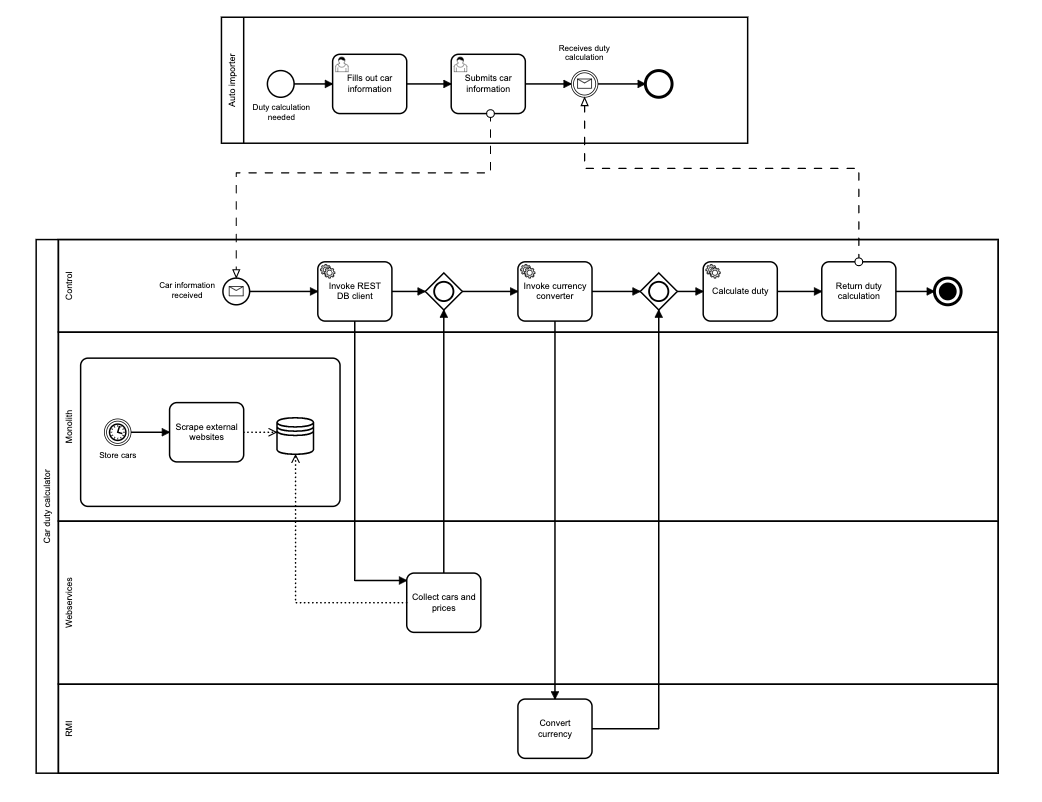 Auto importer
Duty calculation
needed
Fills out car
information
Submits car
information
Receives duty
calculation
Car duty calculator
Control
Car information
received
Invoke REST
DB client
Invoke currency
converter
Calculate duty
Return duty
calculation
Monolith
Store cars
Scrape external
websites
Webservices
Collect cars and
prices
RMI
Convert
currency